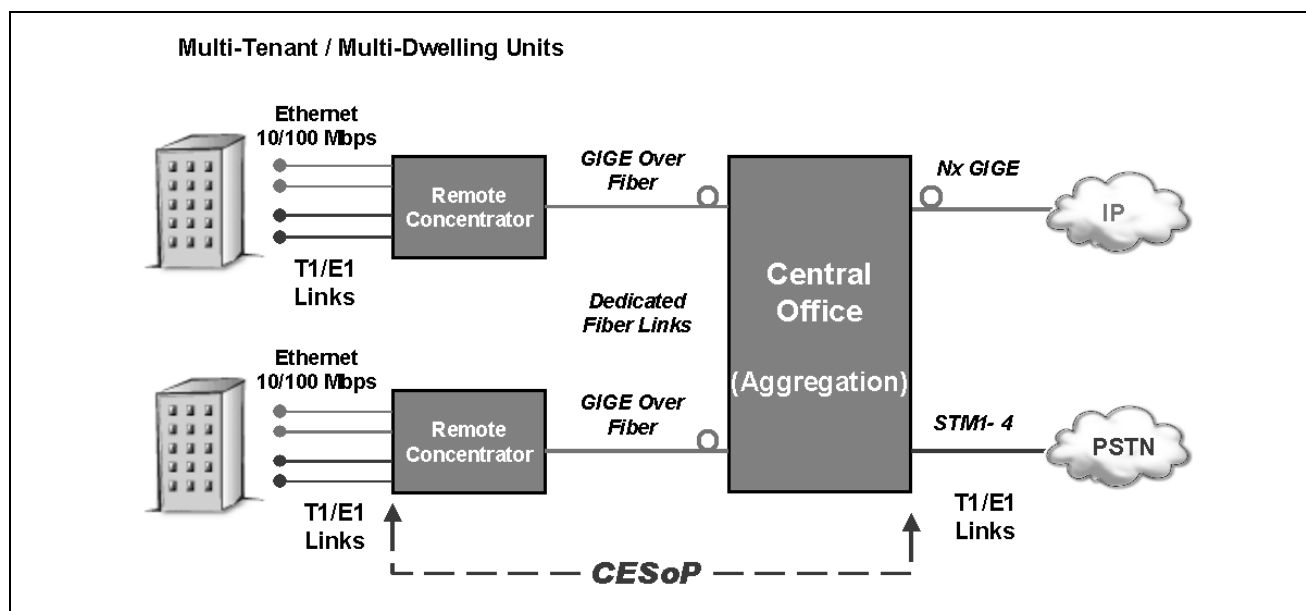 Multi-Tenant / Multi-Dwelling Units
Ethernet
10/100 Mbps
Remote
Concentrator
T1/E1
Links
GIGE Over
Fiber
Dedicated
Fiber Links
Central
Office
(Aggregation)
Nx GIGE
IP
Ethernet
10/100 Mbps
Remote
Concentrator
T1/E1
Links
GIGE Over
Fiber
STM1- 4
PSTN
T1/E1
Links
CESoP